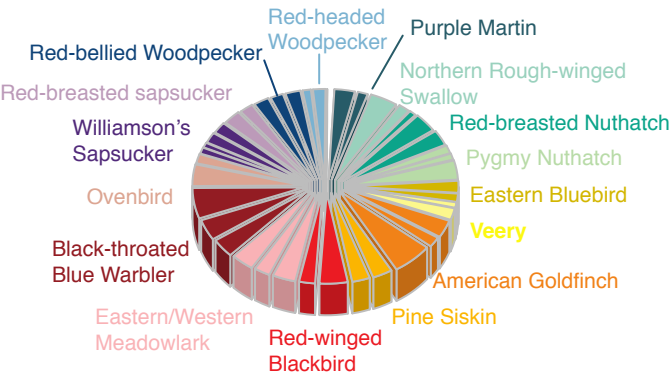 Red-headed
Woodpecker
Purple Martin
Red-bellied Woodpecker
Northern Rough-winged
Swallow
Red-breasted sapsucker
Red-breasted Nuthatch
Williamson's
Sapsucker
Pygmy Nuthatch
Ovenbird
Eastern Bluebird
Veery
Black-throated
Blue Warbler
American Goldfinch
Eastern/Western
Meadowlark
Pine Siskin
Red-winged
Blackbird